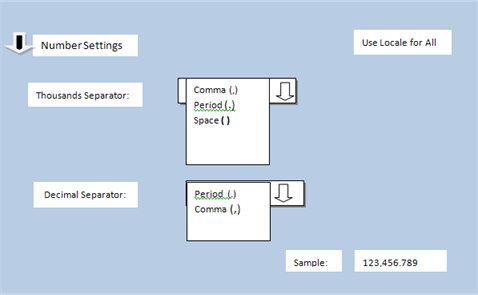 Number Settings
Use Locale for All
Thousands Separator:
Comma (,)
Period (.)
Space ( )
Decimal Separator:
Period (.)
Comma (,)
Sample:
123,456.789